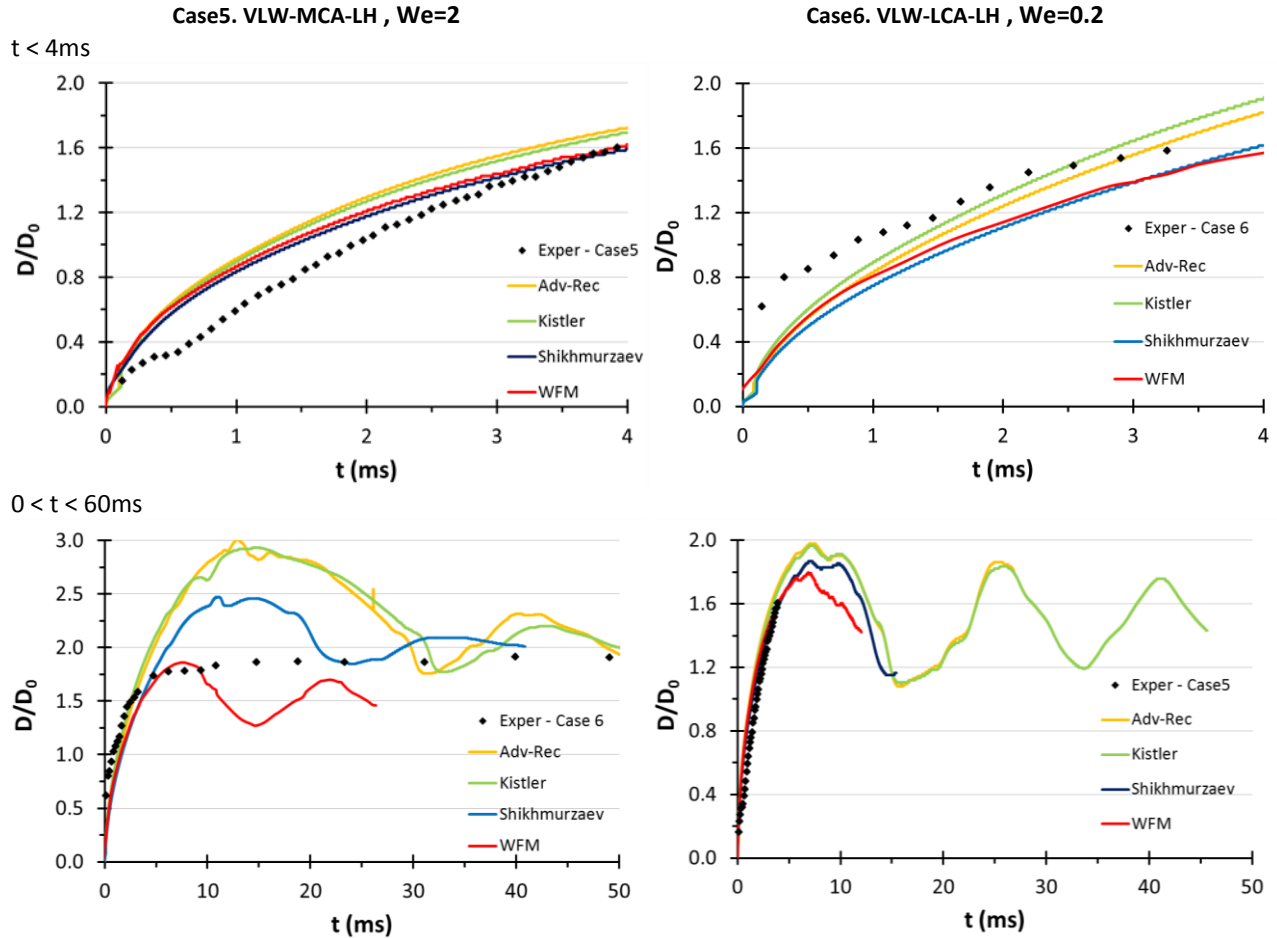 Case5. VLW-MCA-LH , We=2
Case6. VLW-LCA-LH , We=0.2
t < 4ms
2.0
1.6
1.2
0.8
0.4
0.0
D/D0
0 1 2 3 4
t (ms)
Exper - Case5
Adv-Rec
Kistler
Shikhmurzaev
WFM
2.0
1.6
1.2
0.8
0.4
0.0
D/D0
0 1 2 3 4
t (ms)
Exper - Case 6
Adv-Rec
Kistler
Shikhmurzaev
WFM
0 < t < 60ms
3.0
2.5
2.0
1.5
1.0
0.5
0.0
D/D0
0 10 20 30 40 50
t (ms)
Exper - Case 6
Adv-Rec
Kistler
Shikhmurzaev
WFM
2.0
1.6
1.2
0.8
0.4
0.0
D/D0
0 10 20 30 40 50
t (ms)
Exper - Case5
Adv-Rec
Kistler
Shikhmurzaev
WFM